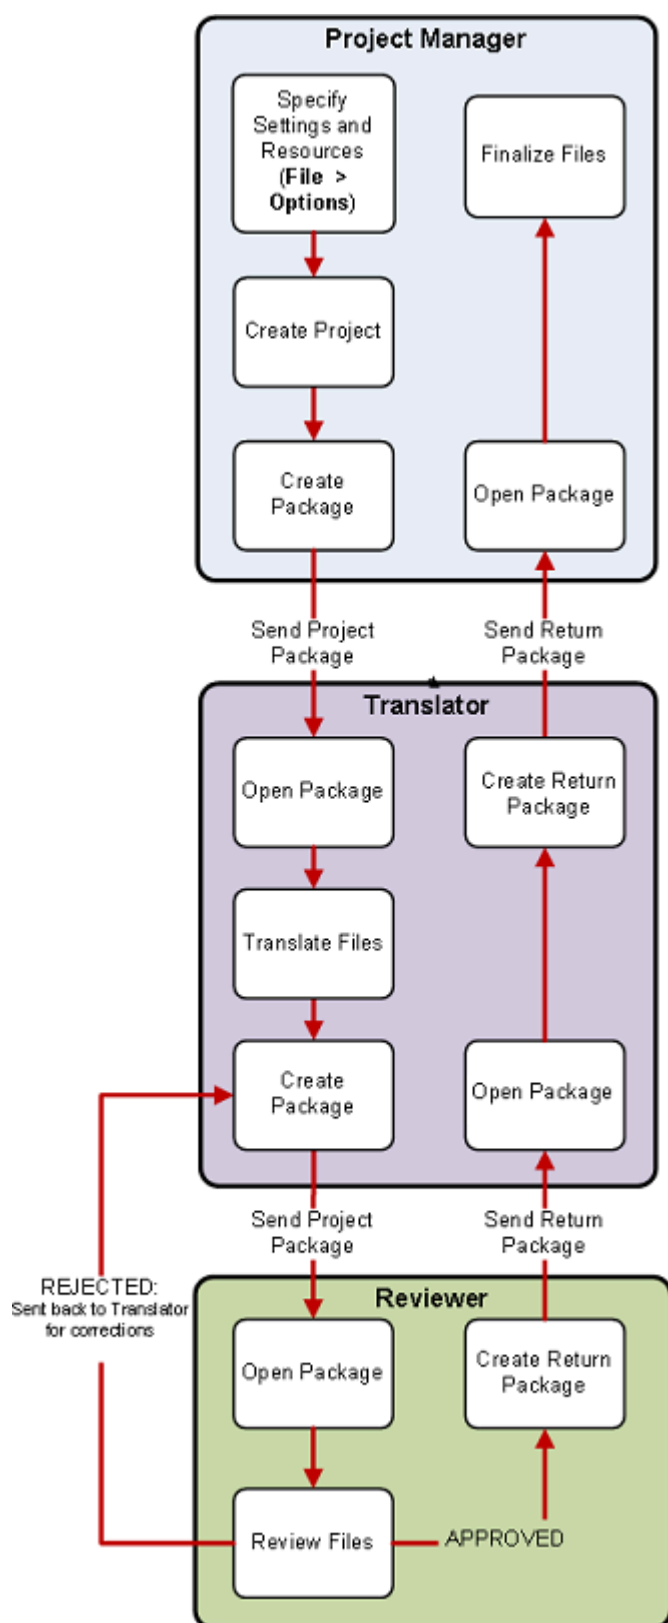 Project Manager
Specify
Settings and
Resources
(File >
Options)
Finalize Files
Create Project
Create
Package
Open Package
Send Project
Package
Send Return
Package
Translator
Open Package
Create Return
Package
Translate Files
Create
Package
Open Package
Send Project
Package
Send Return
Package
REJECTED:
Sent back to Translator
for corrections
Reviewer
Open Package
Create Return
Package
Review Files
APPROVED